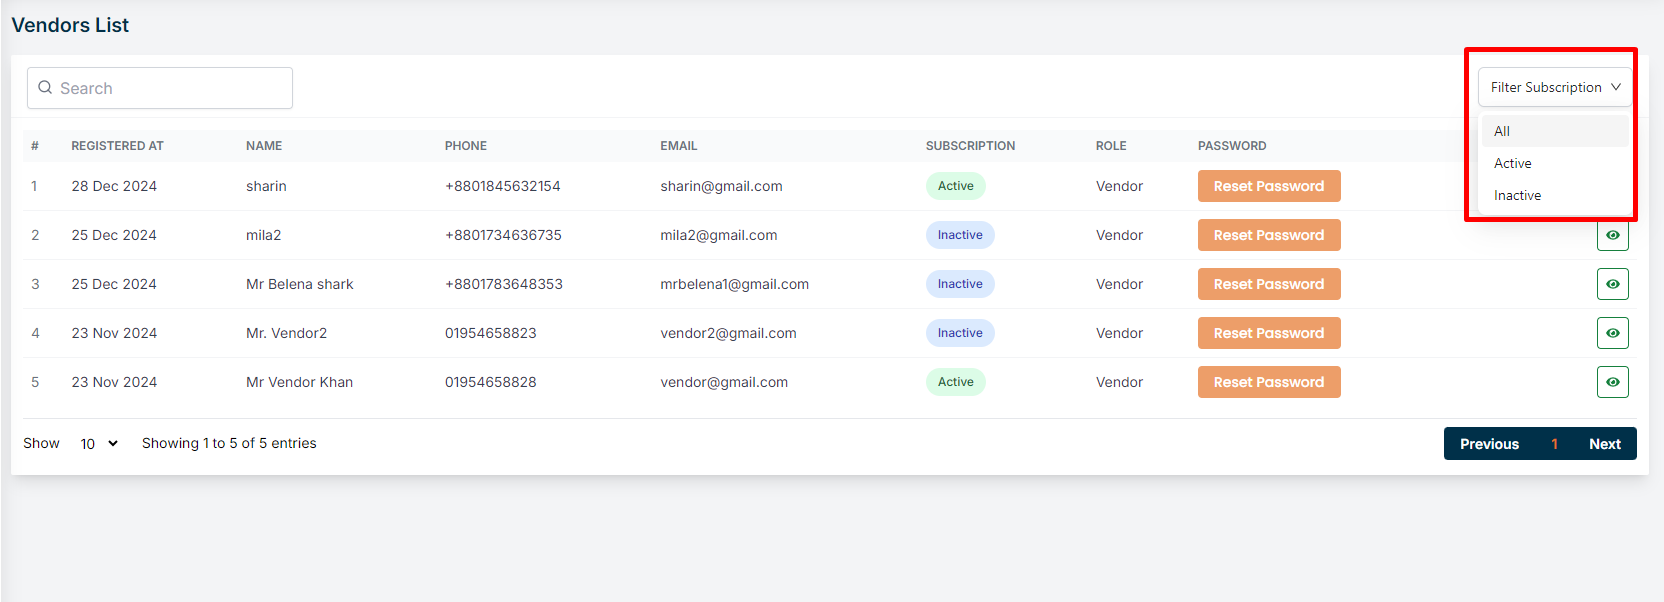 Vendors List
Search
Filter Subscription
All
Active
Inactive
# REGISTERED AT NAME PHONE EMAIL SUBSCRIPTION ROLE PASSWORD
1 28 Dec 2024 sharin +8801845632154 sharin@gmail.com Active Vendor Reset Password
2 25 Dec 2024 mila2 +8801734636735 mila2@gmail.com Inactive Vendor Reset Password
3 25 Dec 2024 Mr Belena shark +8801783648353 mrbelena1@gmail.com Inactive Vendor Reset Password
4 23 Nov 2024 Mr. Vendor2 01954658823 vendor2@gmail.com Inactive Vendor Reset Password
5 23 Nov 2024 Mr Vendor Khan 01954658828 vendor@gmail.com Active Vendor Reset Password
Show 10 Showing 1 to 5 of 5 entries Previous 1 Next